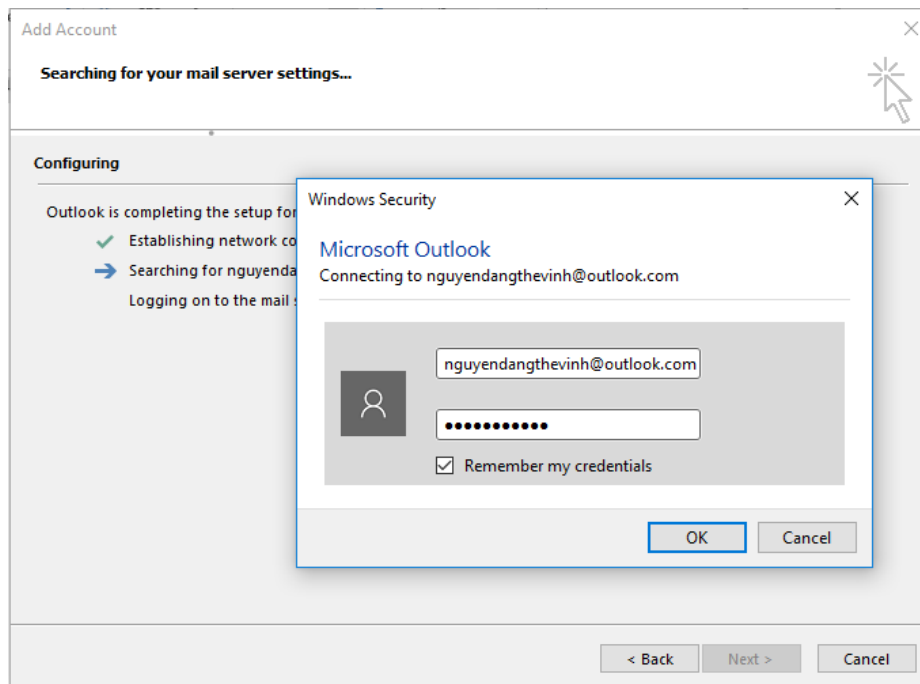 Add Account
Searching for your mail server settings...
Configuring
Outlook is completing the setup for
Establishing network co
Searching for nguyenda
Logging on to the mail
Windows Security
Microsoft Outlook
Connecting to nguyendangthevinh@outlook.com
nguyendangthevinh@outlook.com
Remember my credentials
OK
Cancel
< Back
Next >
Cancel